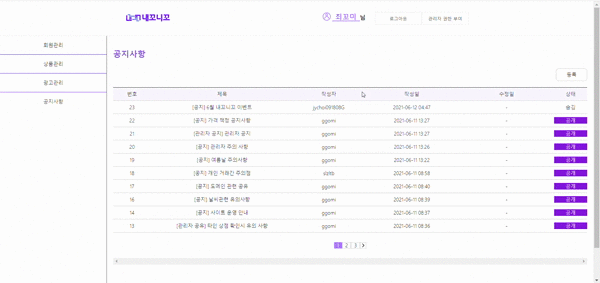 내꼬니꼬
최꼬미 님
로그아웃
관리자 권한 부여
회원관리
상품관리
광고관리
공지사항
공지사항
등록
번호 제목 작성자 작성일 수정일 상태
23 [공지] 6월 내꼬니꼬 이벤트 2021-06-12 04:47 - 숨김
22 [공지] 가격 책정 공지사항 ggomi 2021-06-11 13:27 - 공개
21 [관리자 공지] 관리자 공지 ggomi 2021-06-11 13:27 - 공개
20 [공지] 관리자 주의 사항 ggomi 2021-06-11 13:26 - 공개
19 [공지] 여름날 주의사항 ggomi 2021-06-11 13:22 - 공개
18 [공지] 개인 거래간 주의점 2021-06-11 08:58 - 공개
17 [공지] 도메인 관련 공유 ggomi 2021-06-11 08:40 - 공개
16 [공지] 날씨관련 유의사항 ggomi 2021-06-11 08:39 - 공개
14 [공지] 사이트 운영 안내 ggomi 2021-06-11 08:37 - 공개
13 [관리자 공유] 타인 상점 확인시 유의 사항 ggomi 2021-06-11 08:36 - 공개
1 2 3 >